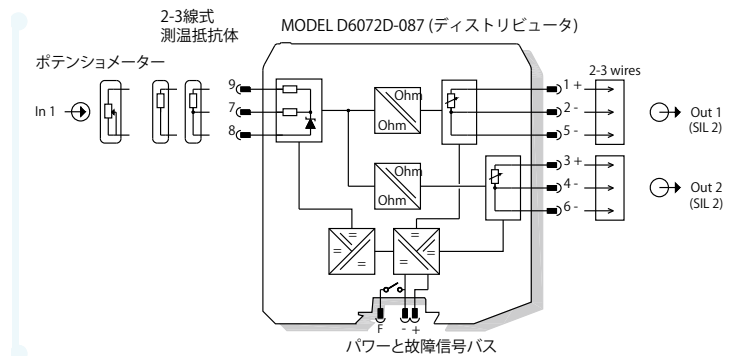 2-3線式
測温抵抗体
MODEL D6072D-087 (ディストリビュータ)
ポテンショメーター
2-3 wires
In 1
9
7
8
Ohm
Ohm
1 +
2 -
5 -
Out 1
(SIL 2)
Ohm
Ohm
3 +
4 -
6 -
Out 2
(SIL 2)
= =
= =
F - +
パワーと故障信号バス